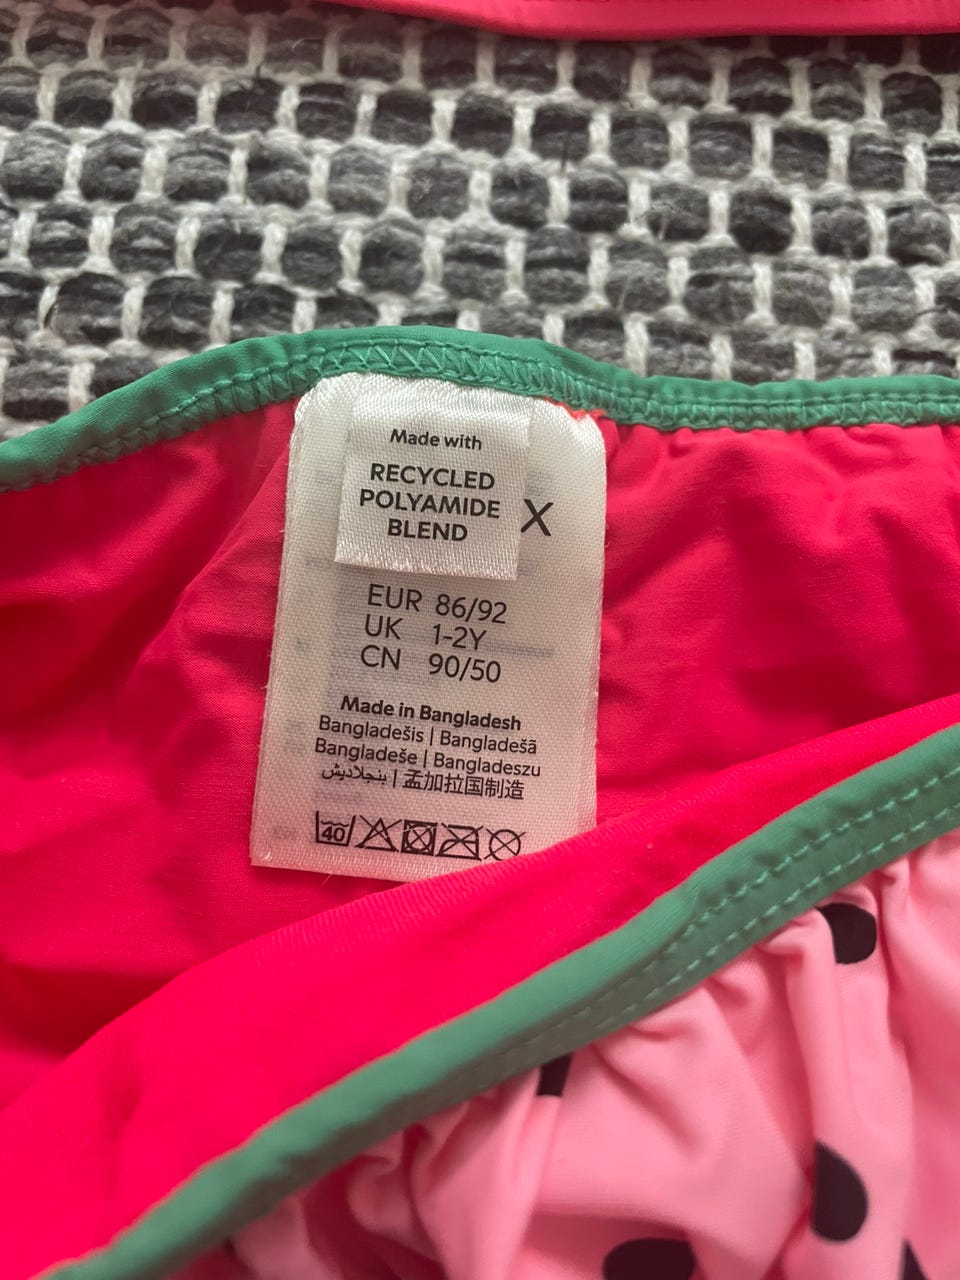 Made with
RECYCLED
POLYAMIDE
BLEND
X
EUR 86/92
UK 1-2Y
CN 90/50
Made in Bangladesh
Bangladešis | Bangladešā
Bangladeše | Bangladeszu
بنجلاديش | 孟加拉国制造
40